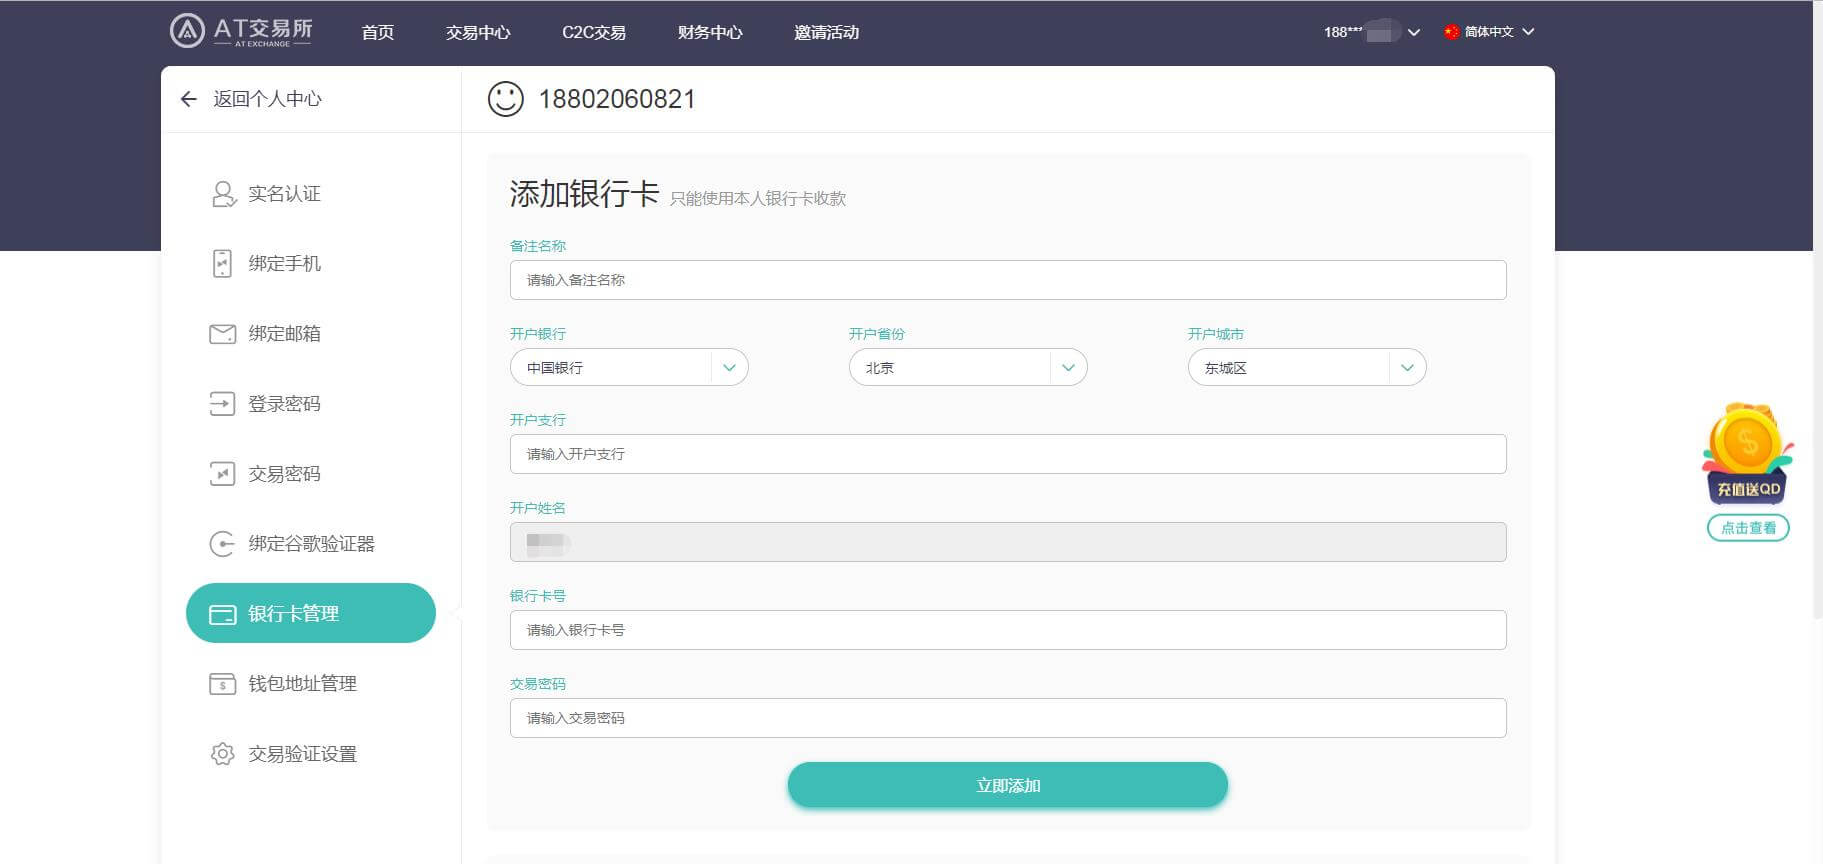 AT交易所
AT EXCHANGE
首页
交易中心
C2C交易
财务中心
邀请活动
188***
简体中文
返回个人中心
18802060821
实名认证
绑定手机
绑定邮箱
登录密码
交易密码
绑定谷歌验证器
银行卡管理
钱包地址管理
交易验证设置
添加银行卡 只能使用本人银行卡收款
备注名称
请输入备注名称
开户银行
开户省份
开户城市
中国银行
北京
东城区
开户支行
请输入开户支行
开户姓名
银行卡号
请输入银行卡号
交易密码
请输入交易密码
立即添加
充值送QD
点击查看